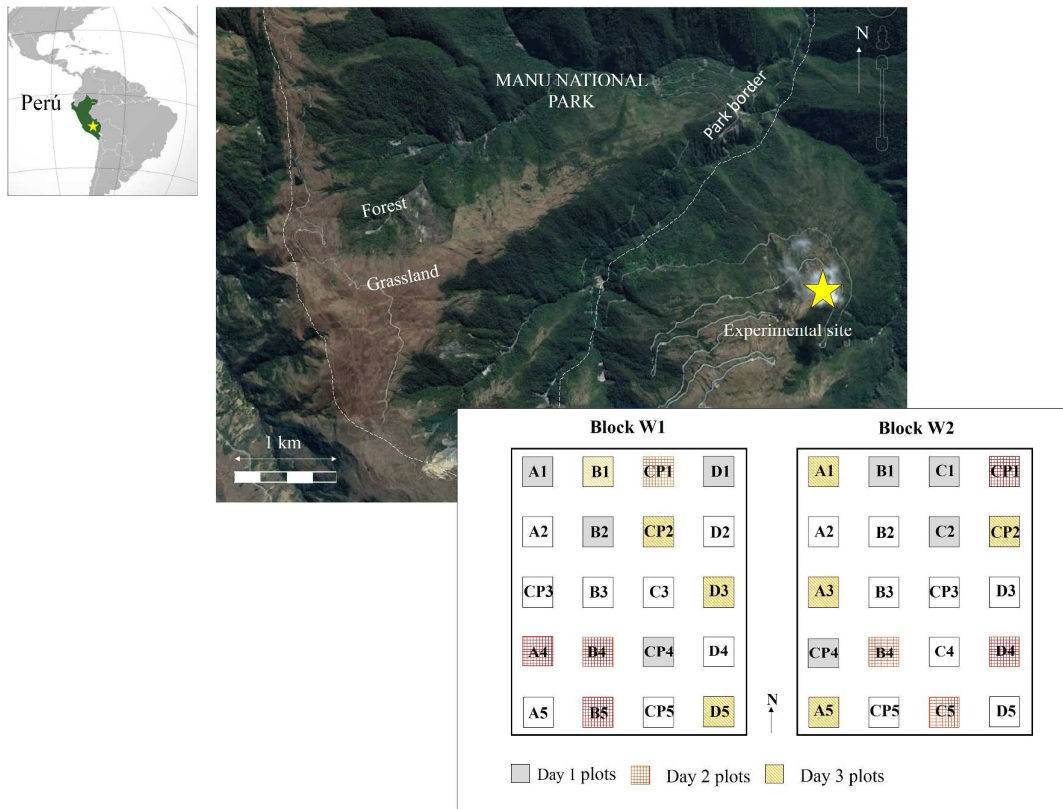 Perú
MANU NATIONAL
PARK
N
Park border
Forest
Grassland
Experimental site
1 km
Block W1
A1 B1 CP1 D1
A2 B2 CP2 D2
CP3 B3 C3 D3
A4 B4 CP4 D4
A5 B5 CP5 D5
N
Block W2
A1 B1 C1 CP1
A2 B2 C2 CP2
A3 B3 CP3 D3
CP4 B4 C4 D4
A5 CP5 C5 D5
Day 1 plots
Day 2 plots
Day 3 plots